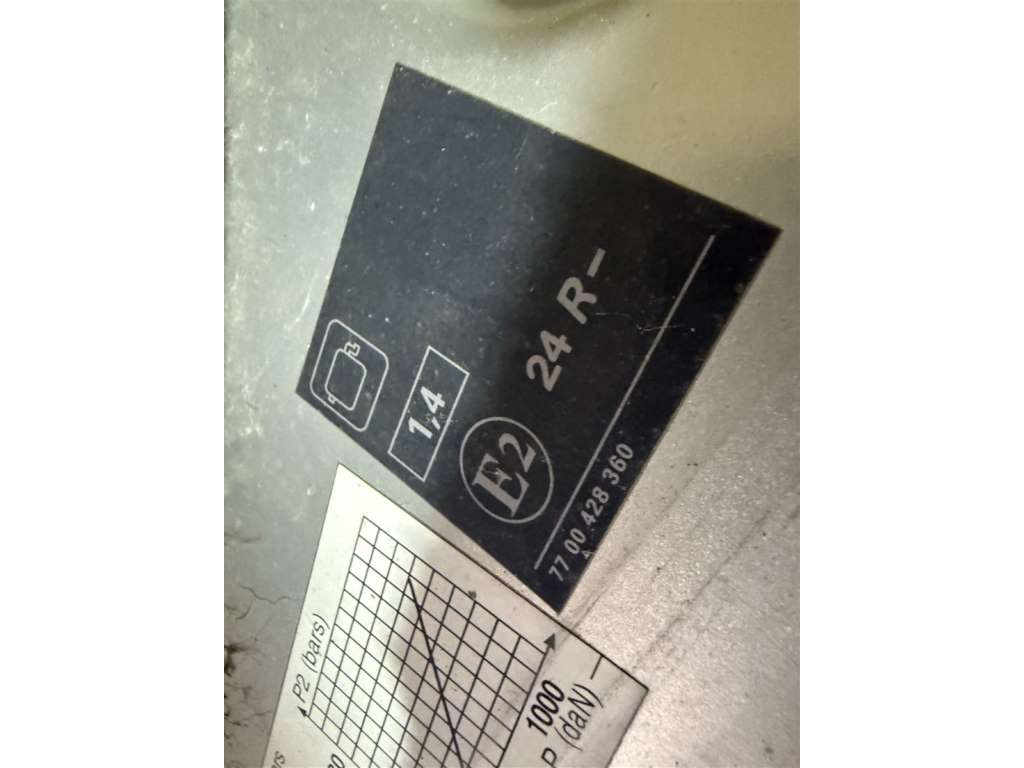 1,4
E2
24 R-
77 00 428 360
P2 (bars)
1000
P (daN)